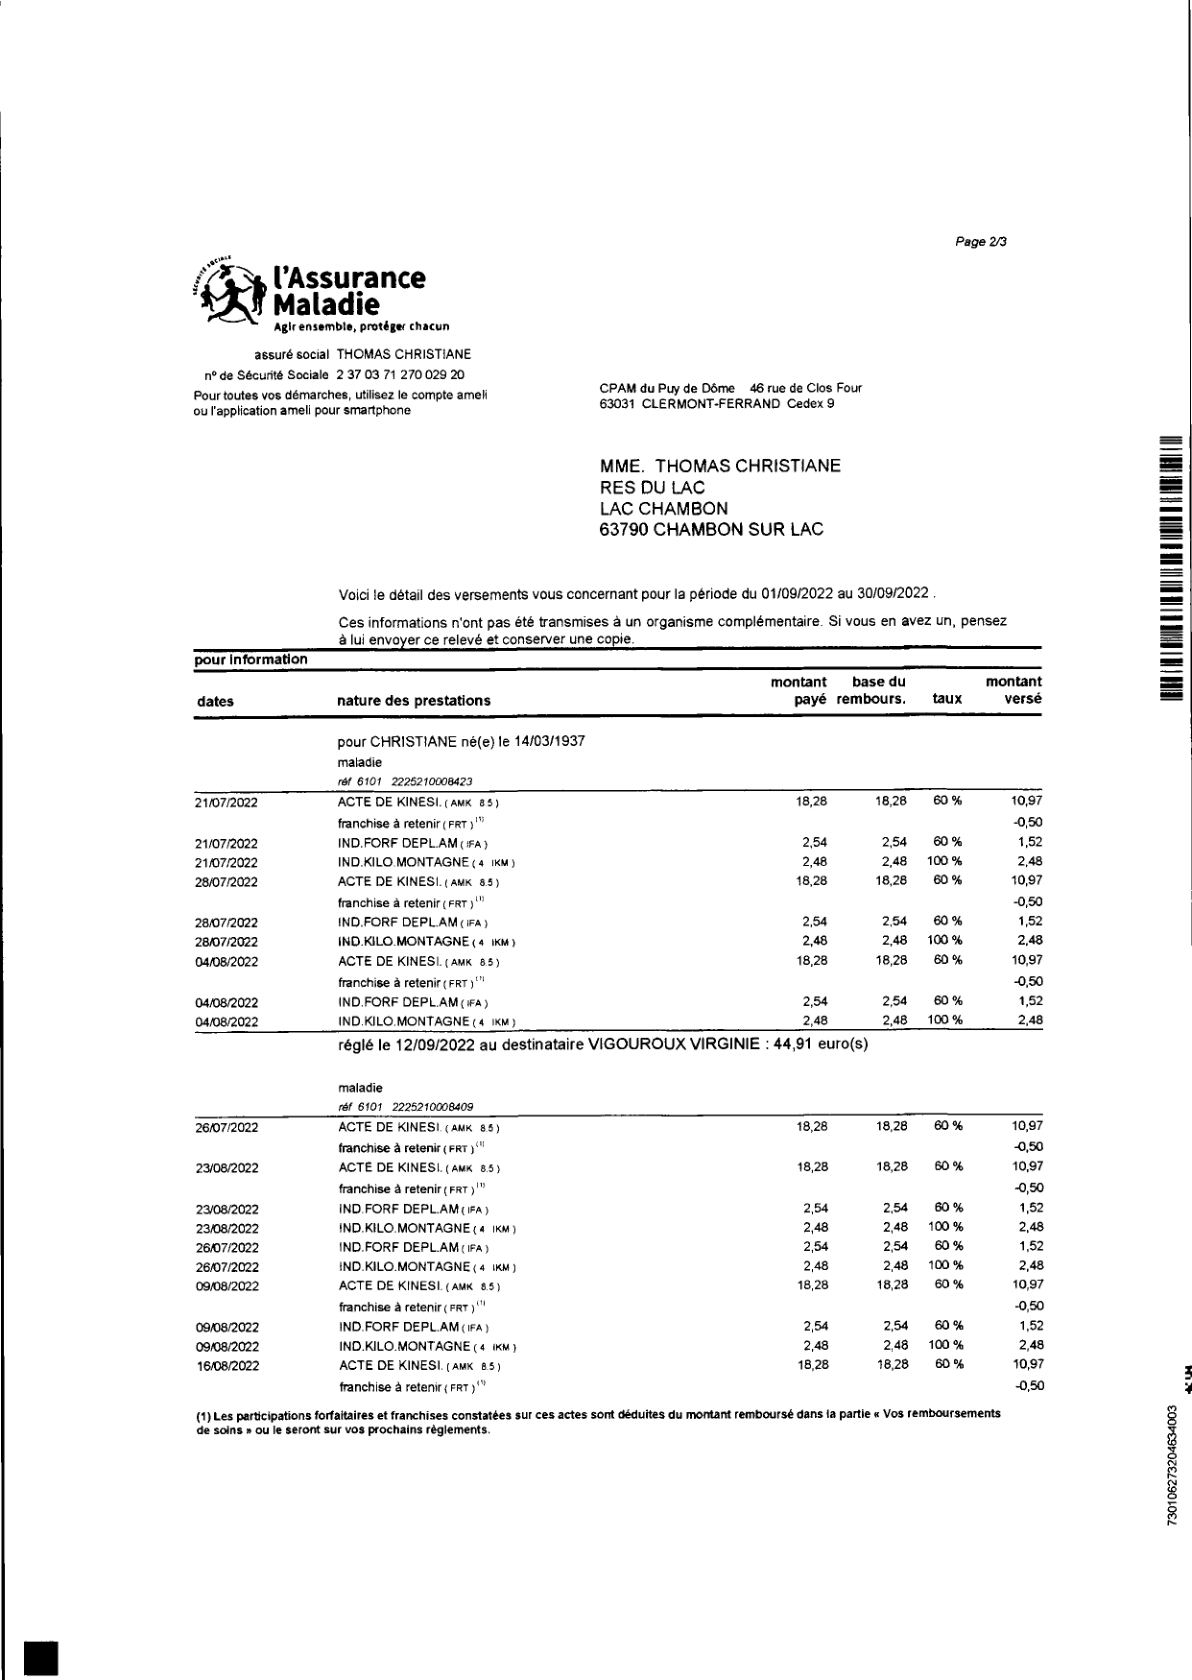 Page 2/3
SÉCURITÉ SOCIALE
l'Assurance
Maladie
Agir ensemble, protéger chacun
assuré social THOMAS CHRISTIANE
n° de Sécurité Sociale 2 37 03 71 270 029 20
Pour toutes vos démarches, utilisez le compte ameli
ou l'application ameli pour smartphone
CPAM du Puy de Dôme 46 rue de Clos Four
63031 CLERMONT-FERRAND Cedex 9
MME. THOMAS CHRISTIANE
RES DU LAC
LAC CHAMBON
63790 CHAMBON SUR LAC
Voici le détail des versements vous concernant pour la période du 01/09/2022 au 30/09/2022 .
Ces informations n'ont pas été transmises à un organisme complémentaire. Si vous en avez un, pensez
à lui envoyer ce relevé et conserver une copie.
pour information
dates nature des prestations montant payé base du rembours. taux montant versé
pour CHRISTIANE né(e) le 14/03/1937
maladie
réf 6101 2225210008423
21/07/2022 ACTE DE KINESI. ( AMK 8.5 ) 18,28 18,28 60 % 10,97
franchise à retenir ( FRT ) (1) -0,50
21/07/2022 IND.FORF DEPL.AM ( IFA ) 2,54 2,54 60 % 1,52
21/07/2022 IND.KILO.MONTAGNE ( 4 IKM ) 2,48 2,48 100 % 2,48
28/07/2022 ACTE DE KINESI. ( AMK 8.5 ) 18,28 18,28 60 % 10,97
franchise à retenir ( FRT ) (1) -0,50
28/07/2022 IND.FORF DEPL.AM ( IFA ) 2,54 2,54 60 % 1,52
28/07/2022 IND.KILO.MONTAGNE ( 4 IKM ) 2,48 2,48 100 % 2,48
04/08/2022 ACTE DE KINESI. ( AMK 8.5 ) 18,28 18,28 60 % 10,97
franchise à retenir ( FRT ) (1) -0,50
04/08/2022 IND.FORF DEPL.AM ( IFA ) 2,54 2,54 60 % 1,52
04/08/2022 IND.KILO.MONTAGNE ( 4 IKM ) 2,48 2,48 100 % 2,48
réglé le 12/09/2022 au destinataire VIGOUROUX VIRGINIE : 44,91 euro(s)
maladie
réf 6101 2225210008409
26/07/2022 ACTE DE KINESI. ( AMK 8.5 ) 18,28 18,28 60 % 10,97
franchise à retenir ( FRT ) (1) -0,50
23/08/2022 ACTE DE KINESI. ( AMK 8.5 ) 18,28 18,28 60 % 10,97
franchise à retenir ( FRT ) (1) -0,50
23/08/2022 IND.FORF DEPL.AM ( IFA ) 2,54 2,54 60 % 1,52
23/08/2022 IND.KILO.MONTAGNE ( 4 IKM ) 2,48 2,48 100 % 2,48
26/07/2022 IND.FORF DEPL.AM ( IFA ) 2,54 2,54 60 % 1,52
26/07/2022 IND.KILO.MONTAGNE ( 4 IKM ) 2,48 2,48 100 % 2,48
09/08/2022 ACTE DE KINESI. ( AMK 8.5 ) 18,28 18,28 60 % 10,97
franchise à retenir ( FRT ) (1) -0,50
09/08/2022 IND.FORF DEPL.AM ( IFA ) 2,54 2,54 60 % 1,52
09/08/2022 IND.KILO.MONTAGNE ( 4 IKM ) 2,48 2,48 100 % 2,48
16/08/2022 ACTE DE KINESI. ( AMK 8.5 ) 18,28 18,28 60 % 10,97
franchise à retenir ( FRT ) (1) -0,50
(1) Les participations forfaitaires et franchises constatées sur ces actes sont déduites du montant remboursé dans la partie « Vos remboursements
de soins » ou le seront sur vos prochains règlements.
730106273204634003